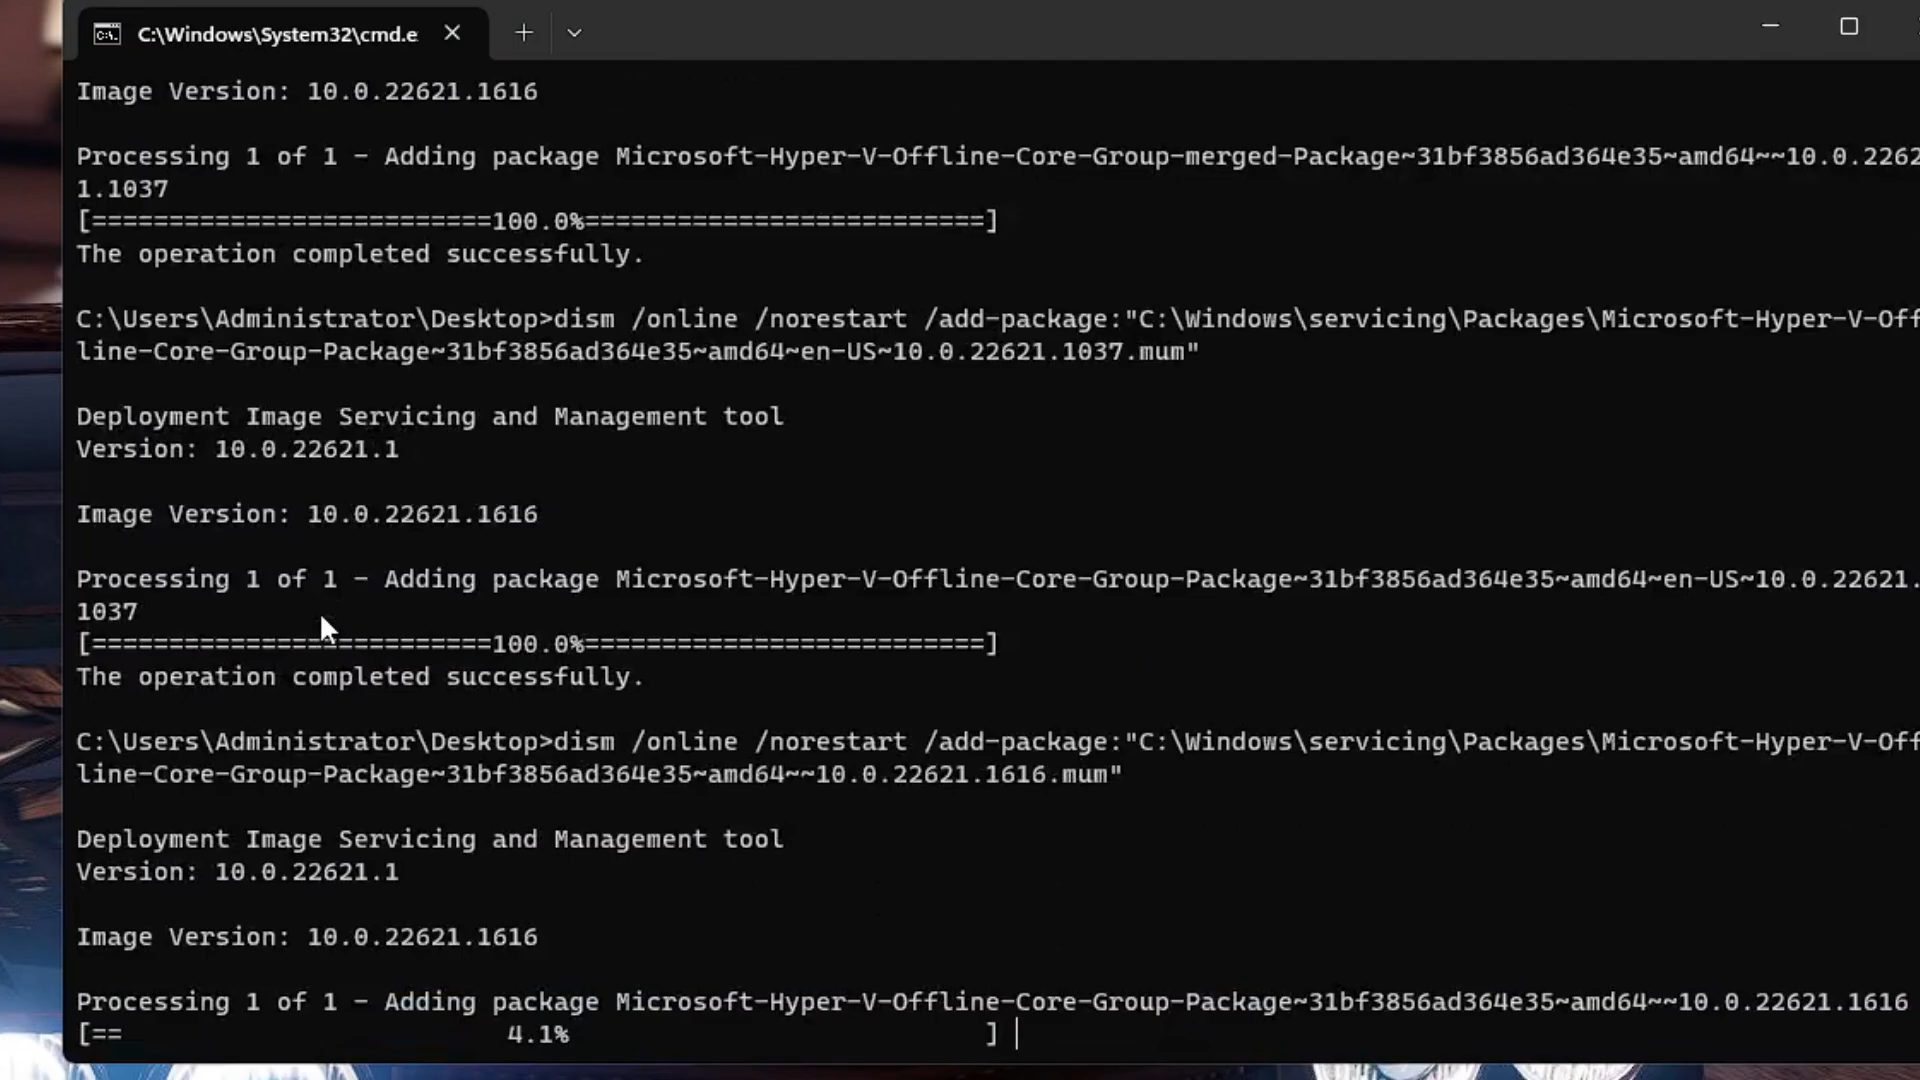 C:\Windows\System32\cmd.e
Image Version: 10.0.22621.1616
Processing 1 of 1 - Adding package Microsoft-Hyper-V-Offline-Core-Group-merged-Package~31bf3856ad364e35~amd64~~10.0.2262
1.1037
[==========================100.0%==========================]
The operation completed successfully.
C:\Users\Administrator\Desktop>dism /online /norestart /add-package:"C:\Windows\servicing\Packages\Microsoft-Hyper-V-Off
line-Core-Group-Package~31bf3856ad364e35~amd64~en-US~10.0.22621.1037.mum"
Deployment Image Servicing and Management tool
Version: 10.0.22621.1
Image Version: 10.0.22621.1616
Processing 1 of 1 - Adding package Microsoft-Hyper-V-Offline-Core-Group-Package~31bf3856ad364e35~amd64~en-US~10.0.22621.
1037
[==========================100.0%==========================]
The operation completed successfully.
C:\Users\Administrator\Desktop>dism /online /norestart /add-package:"C:\Windows\servicing\Packages\Microsoft-Hyper-V-Off
line-Core-Group-Package~31bf3856ad364e35~amd64~~10.0.22621.1616.mum"
Deployment Image Servicing and Management tool
Version: 10.0.22621.1
Image Version: 10.0.22621.1616
Processing 1 of 1 - Adding package Microsoft-Hyper-V-Offline-Core-Group-Package~31bf3856ad364e35~amd64~~10.0.22621.1616
[==                         4.1%                           ]